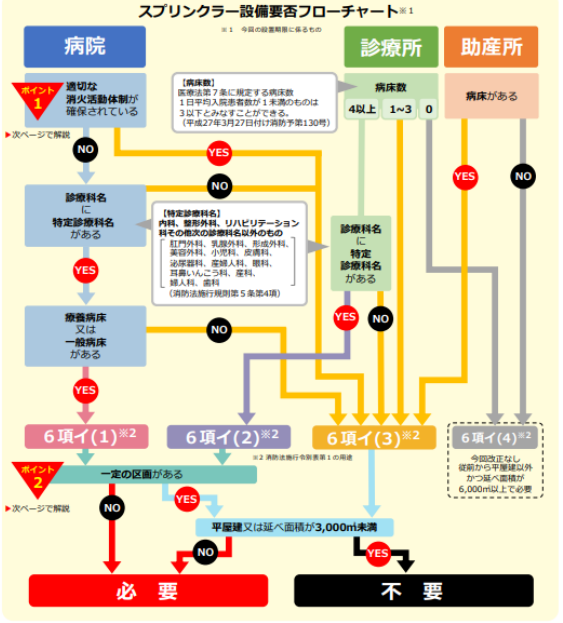 スプリンクラー設備要否フローチャート※1
※1 今回の設置期限に係るもの
病院
診療所
助産所
ポイント
1
適切な
消火活動体制が
確保されている
▶次ページで解説
【病床数】
医療法第7条に規定する病床数
1日平均入院患者数が1未満のものは
3以下とみなすことができる。
(平成27年3月27日付け消防予第130号)
病床数
4以上
1~3
0
病床がある
NO
YES
YES
NO
NO
診療科名
に
特定診療科名
がある
【特定診療科名】
内科、整形外科、リハビリテーション
科その他次の診療科名以外のもの
肛門外科、乳腺外科、形成外科、
美容外科、小児科、皮膚科、
泌尿器科、産婦人科、眼科、
耳鼻いんこう科、産科、
婦人科、歯科
(消防法施行規則第5条第4項)
診療科名
に
特定
診療科名
がある
YES
YES
NO
療養病床
又は
一般病床
がある
NO
YES
6項イ(1)※2
6項イ(2)※2
6項イ(3)※2
6項イ(4)※2
※2 消防法施行令別表第1の用途
今回改正なし
従前から平屋建以外
かつ延べ面積が
6,000㎡以上で必要
ポイント
2
一定の区画がある
▶次ページで解説
NO
YES
平屋建又は延べ面積が3,000㎡未満
NO
YES
必要
不要